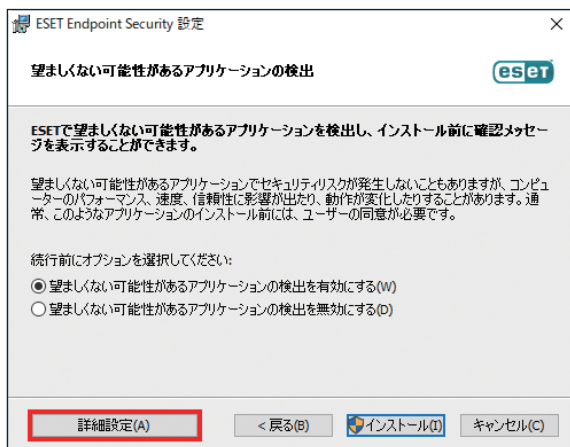 ESET Endpoint Security 設定
望ましくない可能性があるアプリケーションの検出
eset
ESETで望ましくない可能性があるアプリケーションを検出し、インストール前に確認メッセー
ジを表示することができます。
望ましくない可能性があるアプリケーションでセキュリティリスクが発生しないこともありますが、コンピュ
ーターのパフォーマンス、速度、信頼性に影響が出たり、動作が変化したりすることがあります。通
常、このようなアプリケーションのインストール前には、ユーザーの同意が必要です。
続行前にオプションを選択してください:
望ましくない可能性があるアプリケーションの検出を有効にする(W)
望ましくない可能性があるアプリケーションの検出を無効にする(D)
詳細設定(A) < 戻る(B) インストール(I) キャンセル(C)